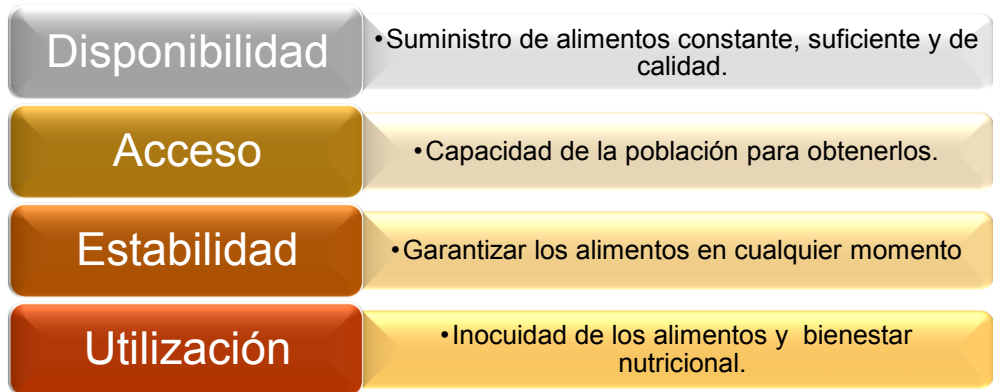 Disponibilidad
•Suministro de alimentos constante, suficiente y de
calidad.
Acceso
•Capacidad de la población para obtenerlos.
Estabilidad
•Garantizar los alimentos en cualquier momento
Utilización
•Inocuidad de los alimentos y bienestar
nutricional.